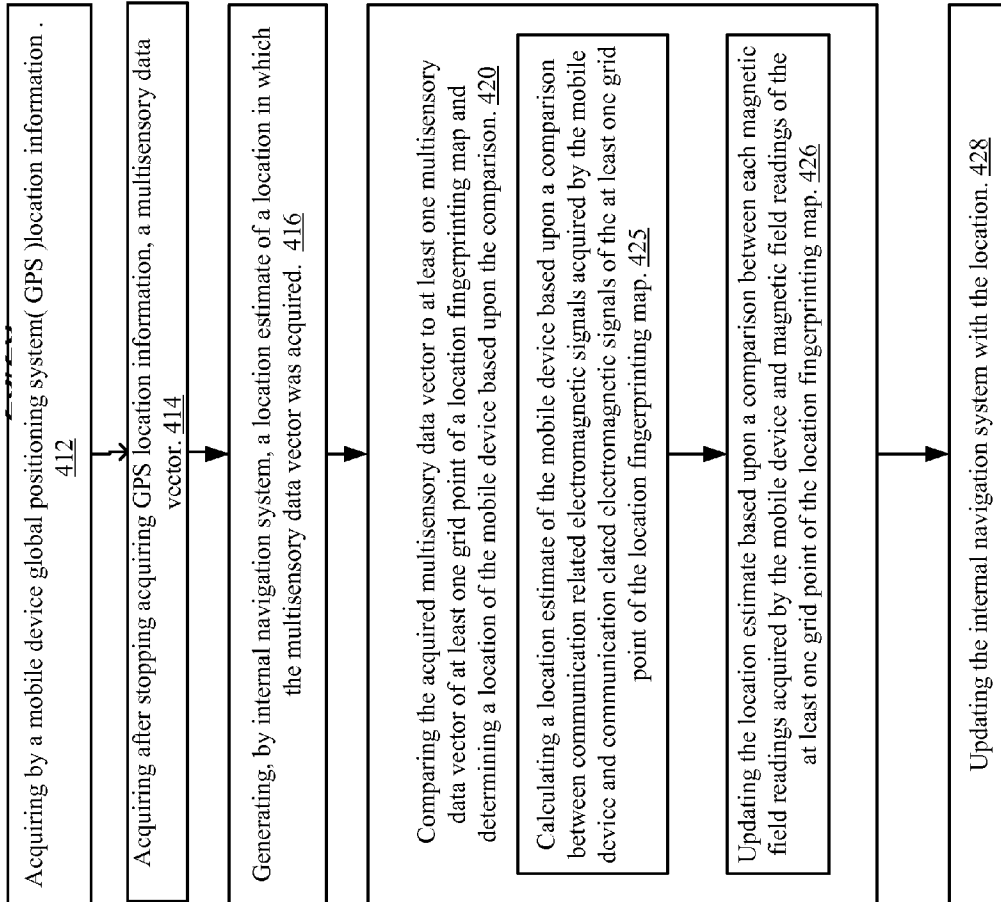 Acquiring by a mobile device global positioning system( GPS )location information .
412
Acquiring after stopping acquiring GPS location information, a multisensory data
vector. 414
Generating, by internal navigation system, a location estimate of a location in which
the multisensory data vector was acquired. 416
Comparing the acquired multisensory data vector to at least one multisensory
data vector of at least one grid point of a location fingerprinting map and
determining a location of the mobile device based upon the comparison. 420
Calculating a location estimate of the mobile device based upon a comparison
between communication related electromagnetic signals acquired by the mobile
device and communication elated electromagnetic signals of the at least one grid
point of the location fingerprinting map. 425
Updating the location estimate based upon a comparison between each magnetic
field readings acquired by the mobile device and magnetic field readings of the
at least one grid point of the location fingerprinting map. 426
Updating the internal navigation system with the location. 428